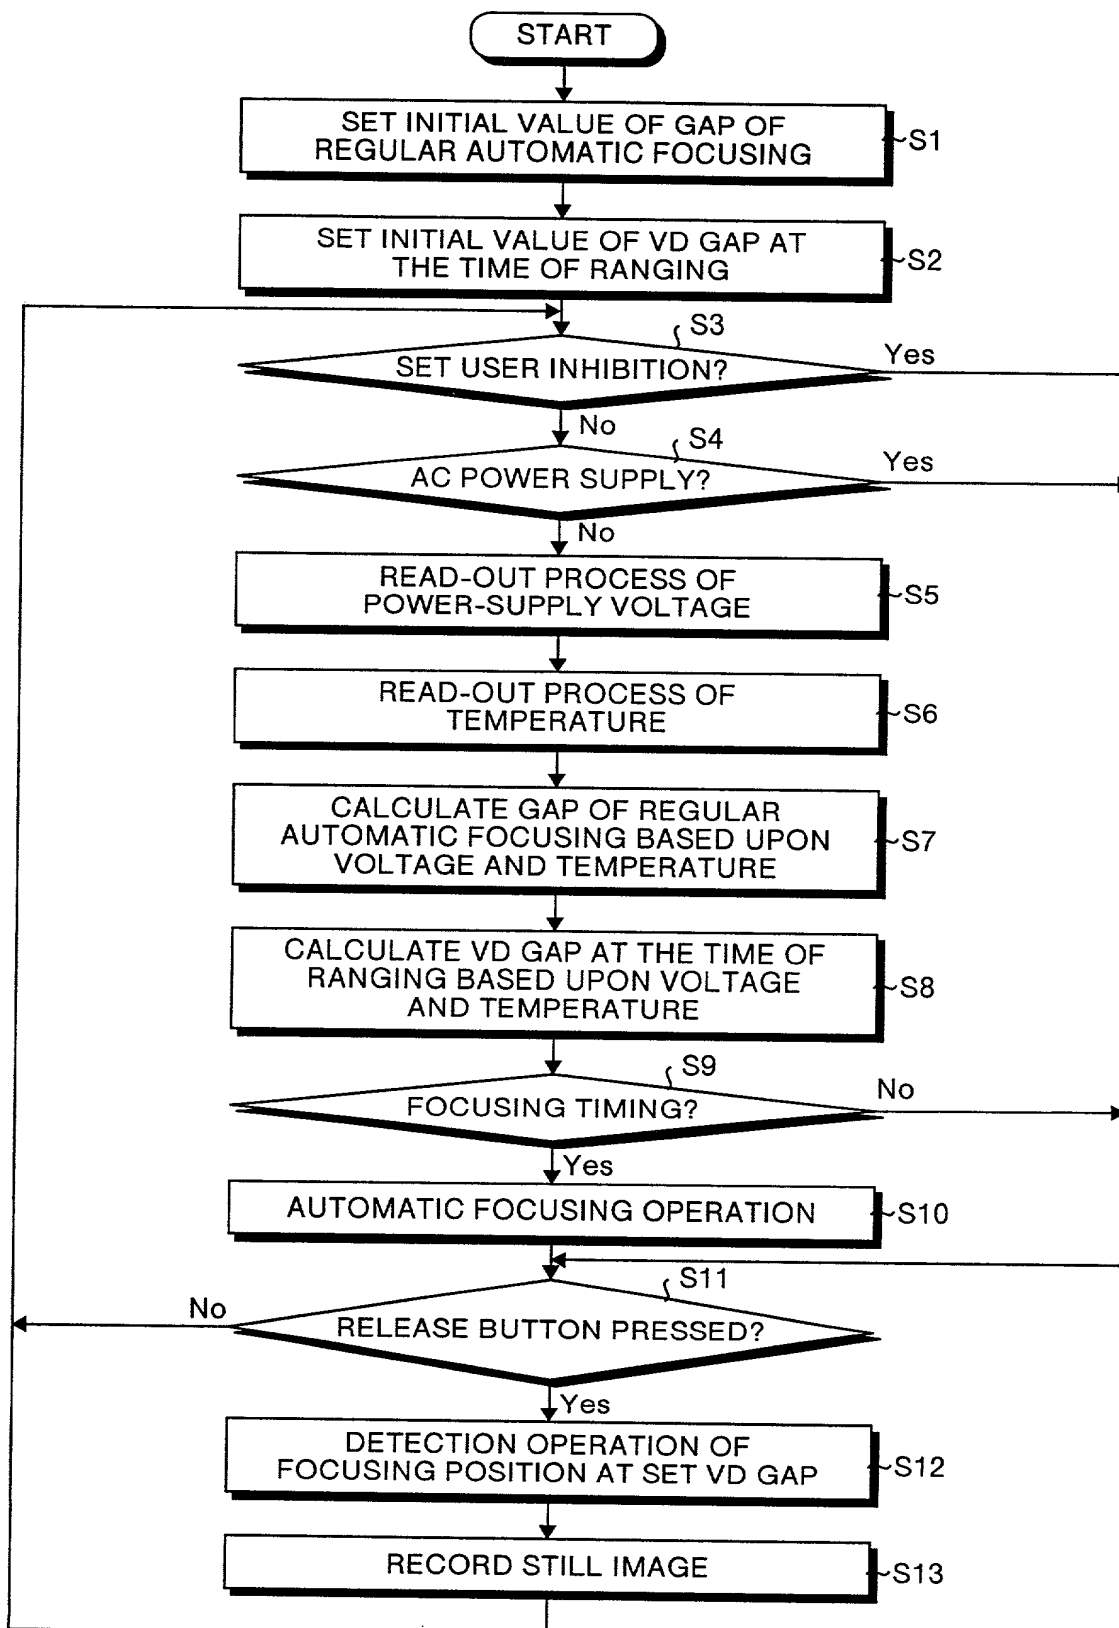 START
SET INITIAL VALUE OF GAP OF
REGULAR AUTOMATIC FOCUSING
S1
SET INITIAL VALUE OF VD GAP AT
THE TIME OF RANGING
S2
S3
SET USER INHIBITION?
Yes
No
S4
AC POWER SUPPLY?
Yes
No
READ-OUT PROCESS OF
POWER-SUPPLY VOLTAGE
S5
READ-OUT PROCESS OF
TEMPERATURE
S6
CALCULATE GAP OF REGULAR
AUTOMATIC FOCUSING BASED UPON
VOLTAGE AND TEMPERATURE
S7
CALCULATE VD GAP AT THE TIME OF
RANGING BASED UPON VOLTAGE
AND TEMPERATURE
S8
S9
FOCUSING TIMING?
No
Yes
AUTOMATIC FOCUSING OPERATION
S10
S11
RELEASE BUTTON PRESSED?
No
Yes
DETECTION OPERATION OF
FOCUSING POSITION AT SET VD GAP
S12
RECORD STILL IMAGE
S13